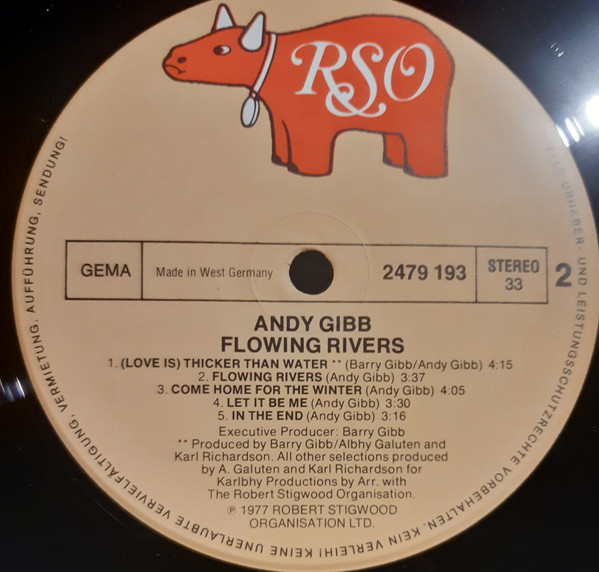 RSO
GEMA
Made in West Germany
2479 193
STEREO
33
2
ANDY GIBB
FLOWING RIVERS
1. (LOVE IS) THICKER THAN WATER ** (Barry Gibb/Andy Gibb) 4:15
2. FLOWING RIVERS (Andy Gibb) 3:37
3. COME HOME FOR THE WINTER (Andy Gibb) 4:05
4. LET IT BE ME (Andy Gibb) 3:30
5. IN THE END (Andy Gibb) 3:16
Executive Producer: Barry Gibb
** Produced by Barry Gibb/Albhy Galuten and
Karl Richardson. All other selections produced
by A. Galuten and Karl Richardson for
Karlbhy Productions by Arr. with
The Robert Stigwood Organisation.
℗ 1977 ROBERT STIGWOOD
ORGANISATION LTD.
ALLE URHEBER- UND LEISTUNGSSCHUTZRECHTE VORBEHALTEN. KEIN VERLEIH! KEINE UNERLAUBTE VERVIELFÄLTIGUNG, VERMIETUNG, AUFFÜHRUNG, SENDUNG!